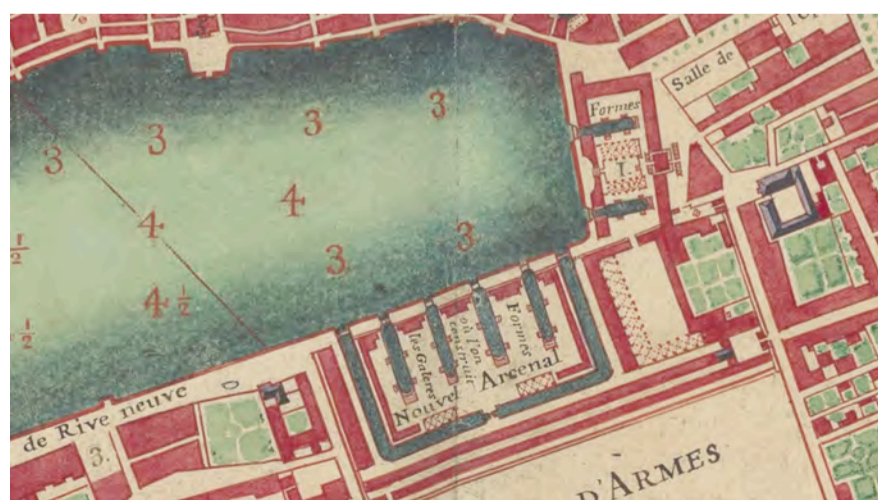 Salle de
Formes
3
3
3
3
I.
4
4
3
3
1/2
4 1/2
1/2
Formes
où l'on
construit
les Galeres
Nouvel Arcenal
de Rive neuve
3.
D'ARMES